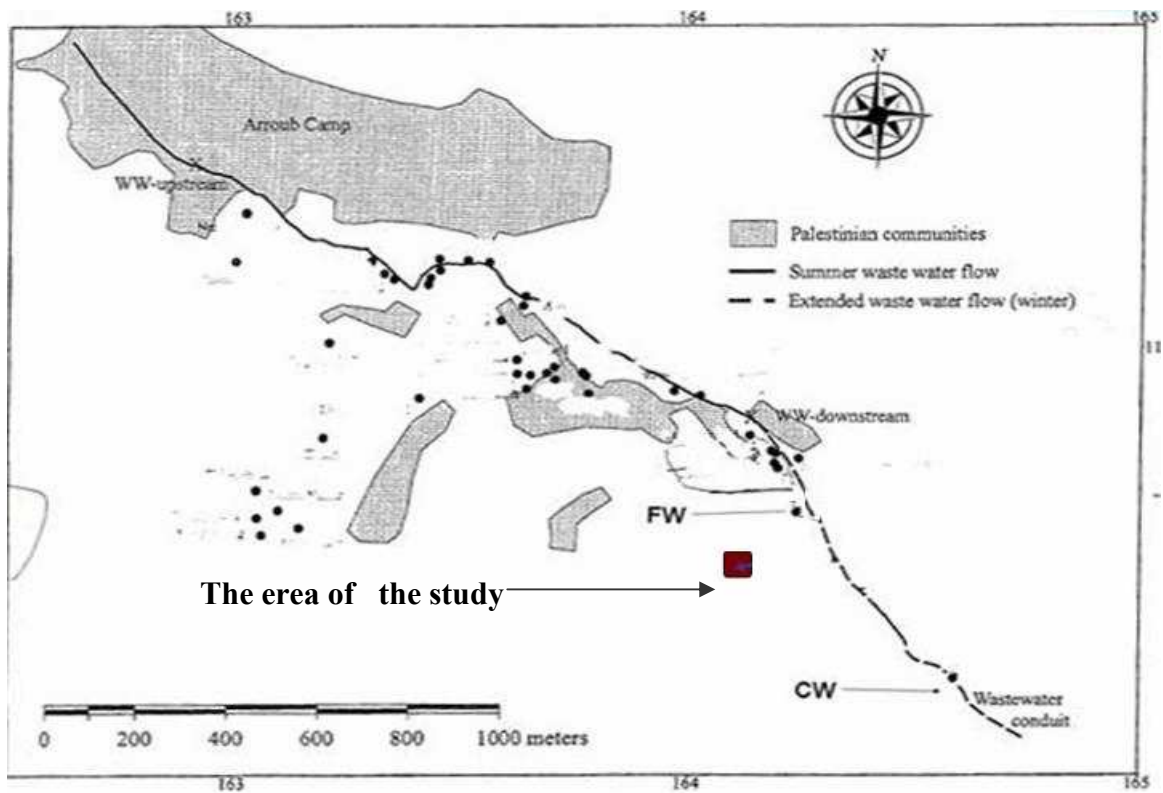 163
164
163
N
Arroub Camp
WW-upstream
Palestinian communities
Summer waste water flow
Extended waste water flow (winter)
11
WW-downstream
FW
The erea of the study
CW
Wastewater
conduit
0 200 400 600 800 1000 meters
163
164
165